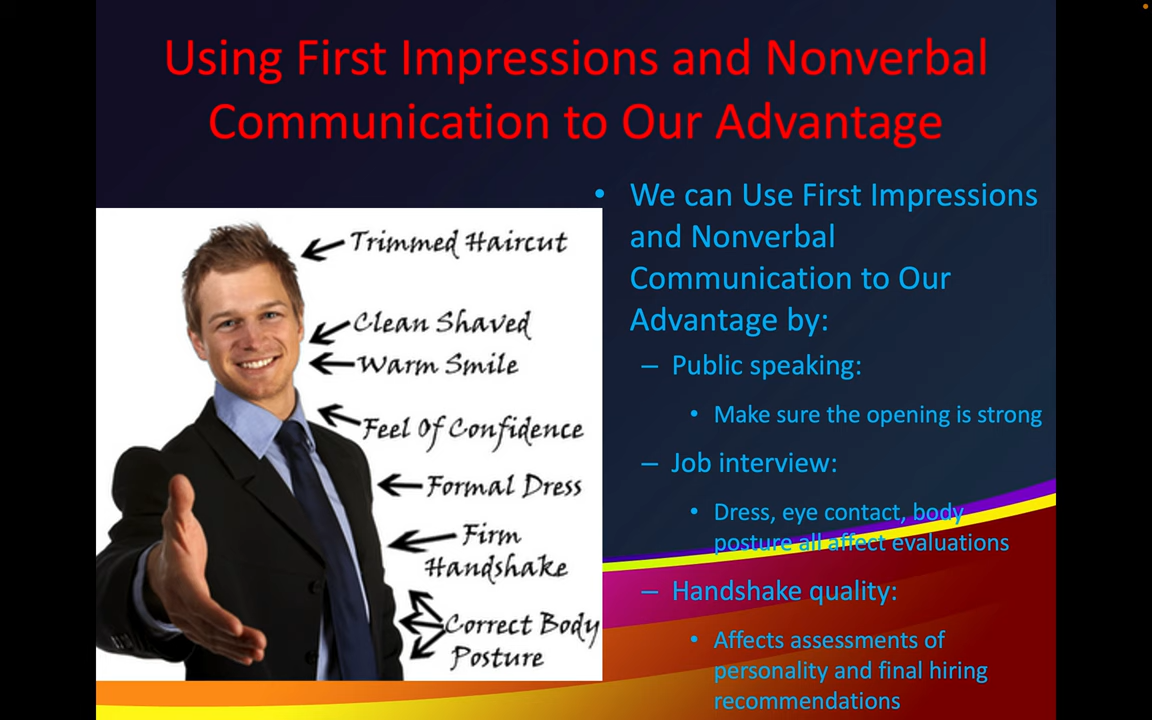 Using First Impressions and Nonverbal
Communication to Our Advantage
Trimmed Haircut
Clean Shaved
Warm Smile
Feel Of Confidence
Formal Dress
Firm
Handshake
Correct Body
Posture
• We can Use First Impressions
and Nonverbal
Communication to Our
Advantage by:
– Public speaking:
• Make sure the opening is strong
– Job interview:
• Dress, eye contact, body
posture all affect evaluations
– Handshake quality:
• Affects assessments of
personality and final hiring
recommendations